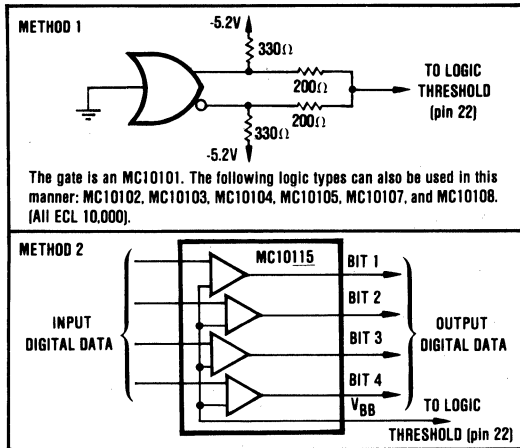 METHOD 1
-5.2V
330Ω
200Ω
TO LOGIC
THRESHOLD
(pin 22)
200Ω
330Ω
-5.2V
The gate is an MC10101. The following logic types can also be used in this
manner: MC10102, MC10103, MC10104, MC10105, MC10107, and MC10108.
(All ECL 10,000).
METHOD 2
MC10115
BIT 1
BIT 2
INPUT
DIGITAL DATA
OUTPUT
DIGITAL DATA
BIT 3
BIT 4
VBB
TO LOGIC
THRESHOLD (pin 22)